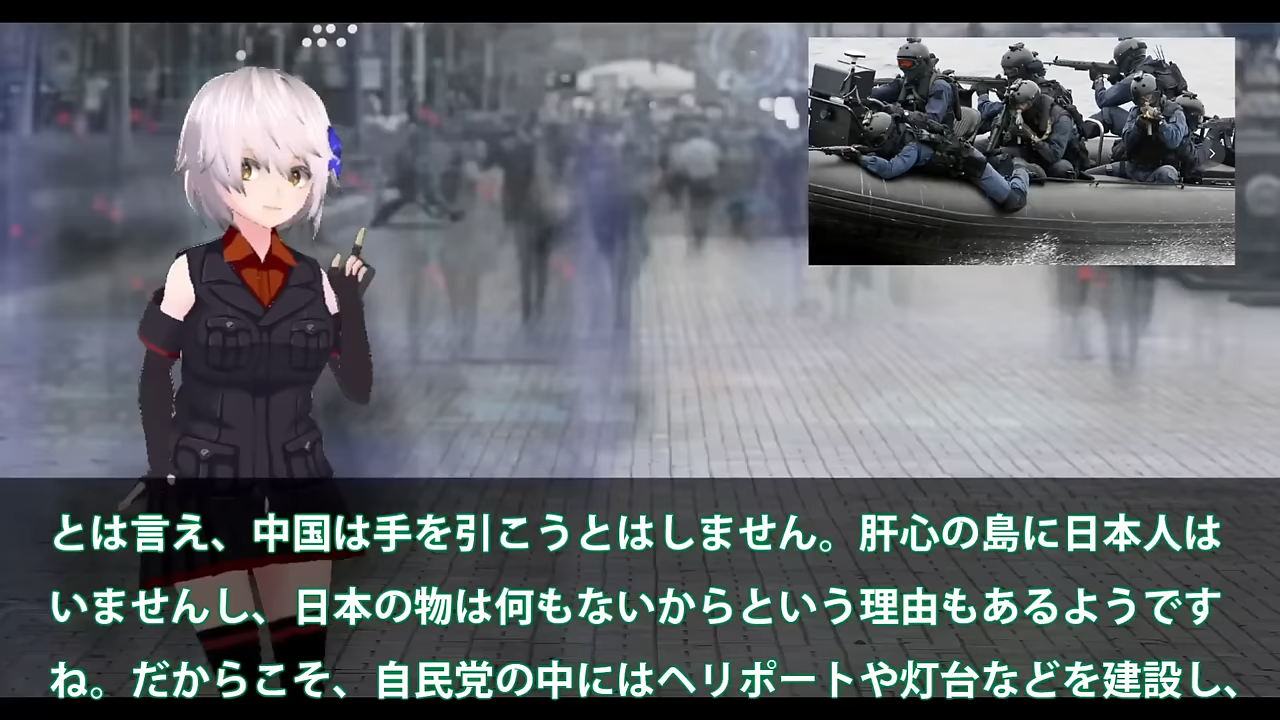 とは言え、中国は手を引こうとはしません。肝心の島に日本人は
いませんし、日本の物は何もないからという理由もあるようです
ね。だからこそ、自民党の中にはヘリポートや灯台などを建設し、